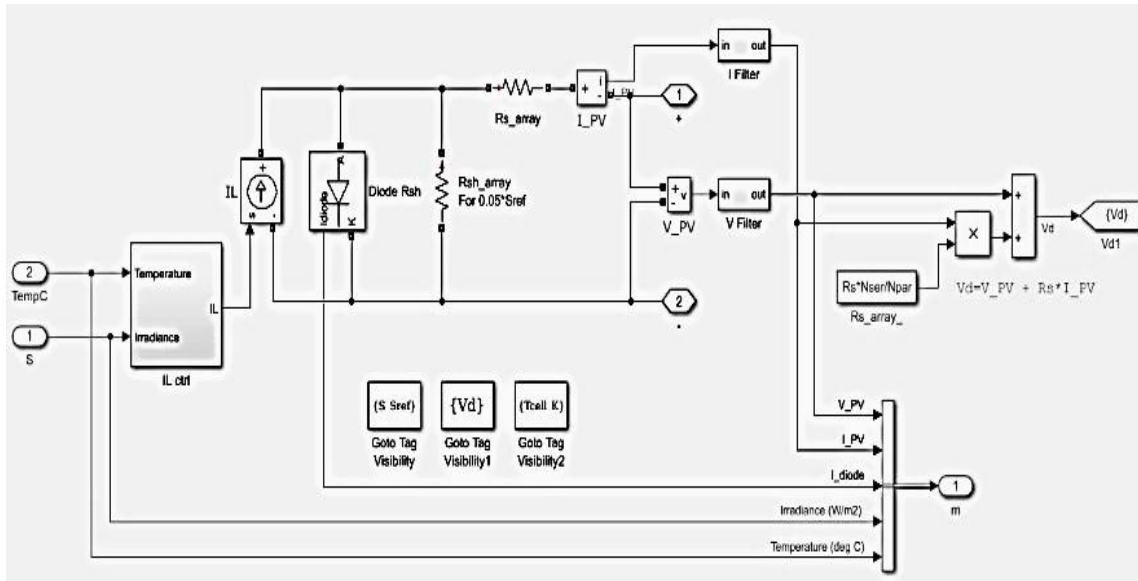 in
out
I Filter
+
i
-
I_PV
1
+
Rs_array
+
IL
s
-
A
Idiode
K
Diode Rsh
+
Rsh_array
For 0.05*Sref
+
-
v
V_PV
in
out
V Filter
+
+
Vd
{Vd}
Vd1
X
Rs*Nser/Npar
Rs_array_
Vd=V_PV + Rs*I_PV
2
-
2
TempC
1
S
Temperature
Irradiance
IL
IL ctrl
{S Sref}
Goto Tag
Visibility
{Vd}
Goto Tag
Visibility1
{Tcell K}
Goto Tag
Visibility2
V_PV
I_PV
I_diode
Irradiance (W/m2)
Temperature (deg C)
1
m